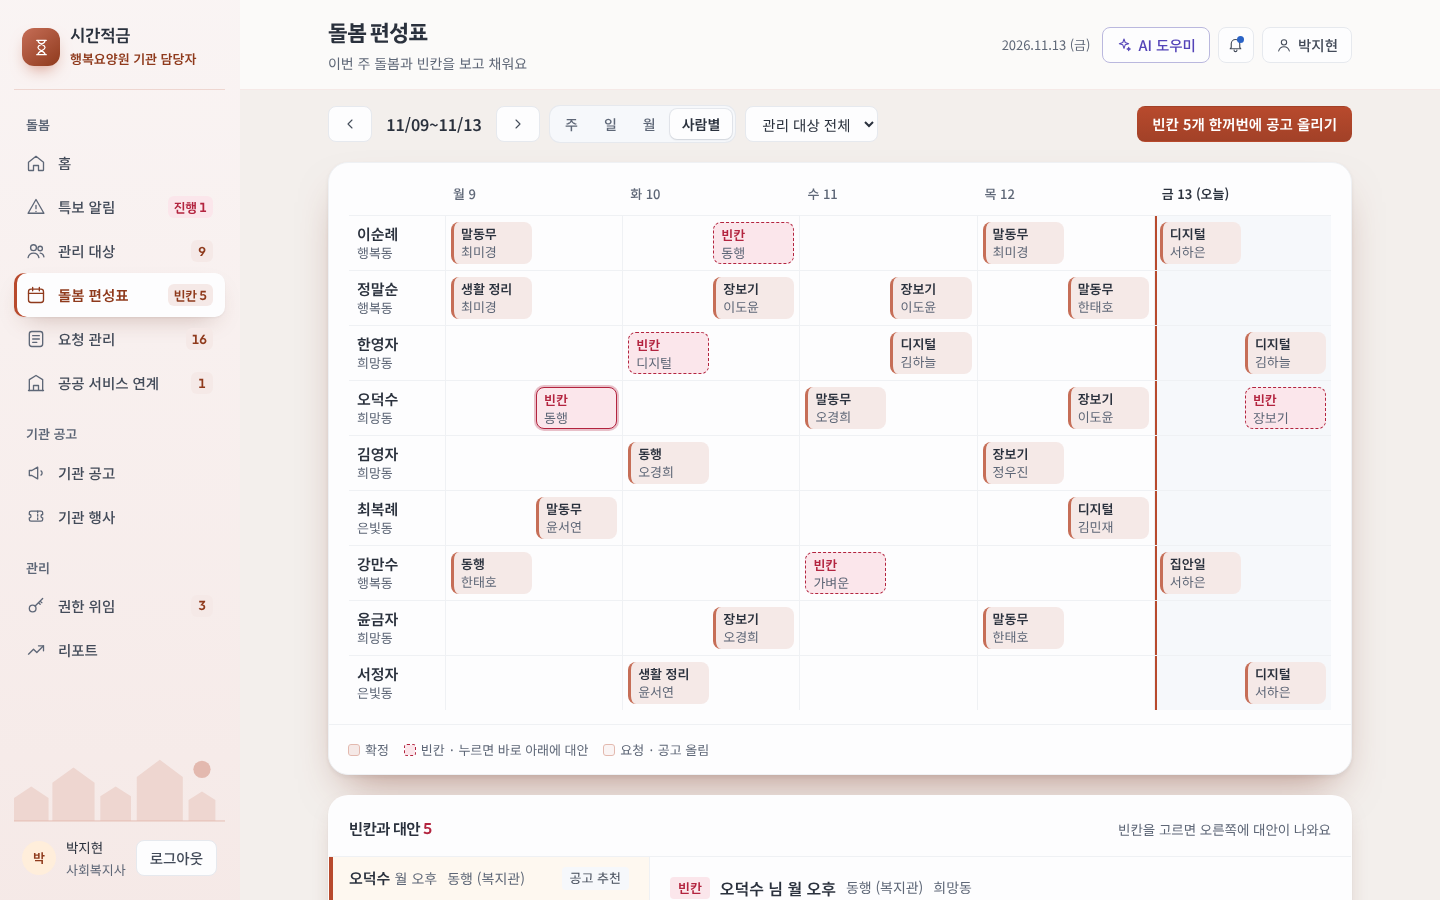 시간적금
행복요양원 기관 담당자
돌봄
홈
특보 알림 진행 1
관리 대상 9
돌봄 편성표 빈칸 5
요청 관리 16
공공 서비스 연계 1
기관 공고
기관 공고
기관 행사
관리
권한 위임 3
리포트
박
박지현
사회복지사
로그아웃
돌봄 편성표
이번 주 돌봄과 빈칸을 보고 채워요
2026.11.13 (금)
AI 도우미
박지현
11/09~11/13
주 일 월 사람별
관리 대상 전체
빈칸 5개 한꺼번에 공고 올리기
월 9 화 10 수 11 목 12 금 13 (오늘)
이순례 말동무 빈칸 말동무 디지털
행복동 최미경 동행 최미경 서하은
정말순 생활 정리 장보기 장보기 말동무
행복동 최미경 이도윤 이도윤 한태호
한영자 빈칸 디지털 디지털
희망동 디지털 김하늘 김하늘
오덕수 빈칸 말동무 장보기 빈칸
희망동 동행 오경희 이도윤 장보기
김영자 동행 장보기
희망동 오경희 정우진
최복례 말동무 디지털
은빛동 윤서연 김민재
강만수 동행 빈칸 집안일
행복동 한태호 가벼운 서하은
윤금자 장보기 말동무
희망동 오경희 한태호
서정자 생활 정리 디지털
은빛동 윤서연 서하은
확정 빈칸 · 누르면 바로 아래에 대안 요청 · 공고 올림
빈칸과 대안 5
빈칸을 고르면 오른쪽에 대안이 나와요
오덕수 월 오후 동행 (복지관) 공고 추천
빈칸 오덕수 님 월 오후 동행 (복지관) 희망동